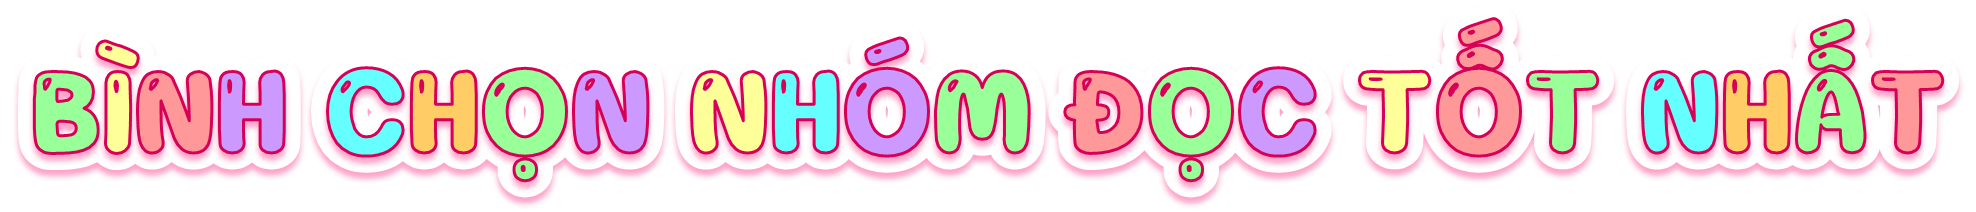 BÌNH CHỌN NHÓM ĐỌC TỐT NHẤT